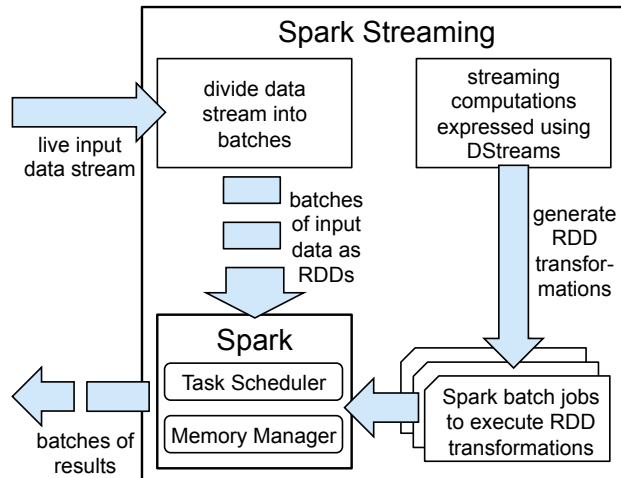 Spark Streaming
divide data
stream into
batches
streaming
computations
expressed using
DStreams
live input
data stream
batches
of input
data as
RDDs
generate
RDD
transfor-
mations
Spark
Task Scheduler
Memory Manager
Spark batch jobs
to execute RDD
transformations
batches of
results